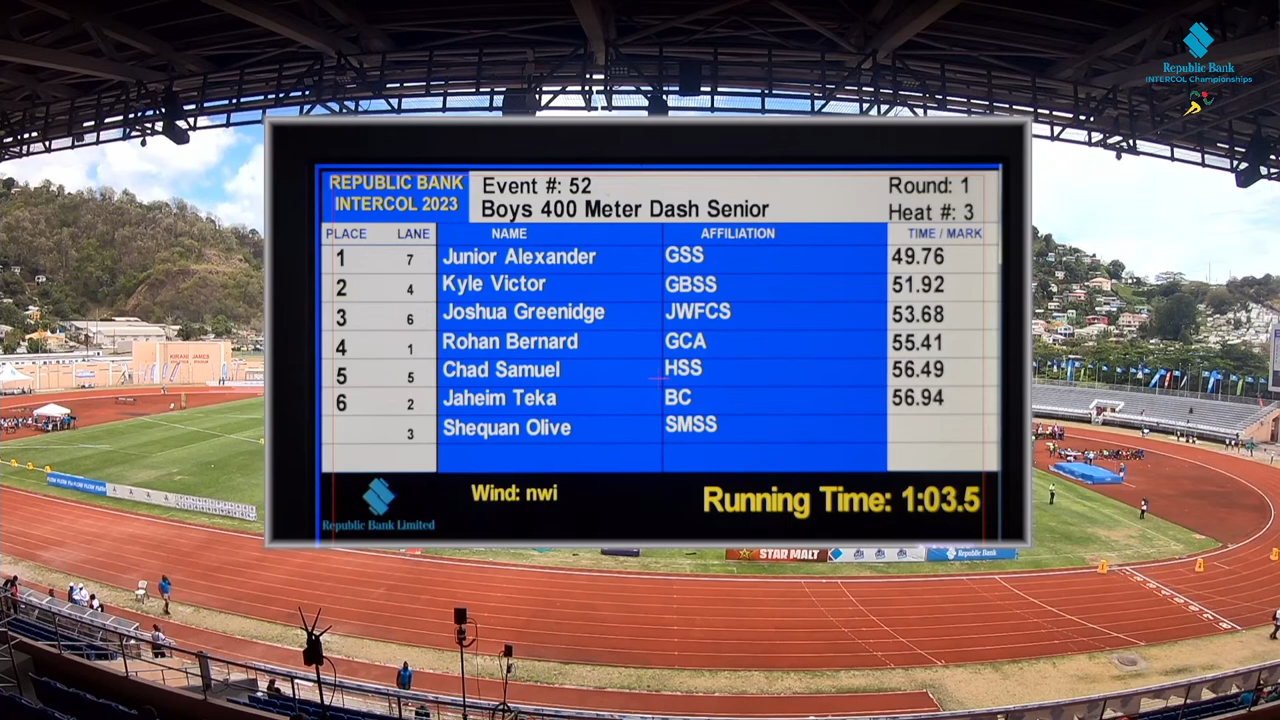 Republic Bank
INTERCOL Championships
REPUBLIC BANK
INTERCOL 2023
Event #: 52
Boys 400 Meter Dash Senior
Round: 1
Heat #: 3
PLACE LANE NAME AFFILIATION TIME / MARK
1 7 Junior Alexander GSS 49.76
2 4 Kyle Victor GBSS 51.92
3 6 Joshua Greenidge JWFCS 53.68
4 1 Rohan Bernard GCA 55.41
5 5 Chad Samuel HSS 56.49
6 2 Jaheim Teka BC 56.94
3 Shequan Olive SMSS
Republic Bank Limited
Wind: nwi
Running Time: 1:03.5
KIRANI JAMES
STAR MALT
Republic Bank